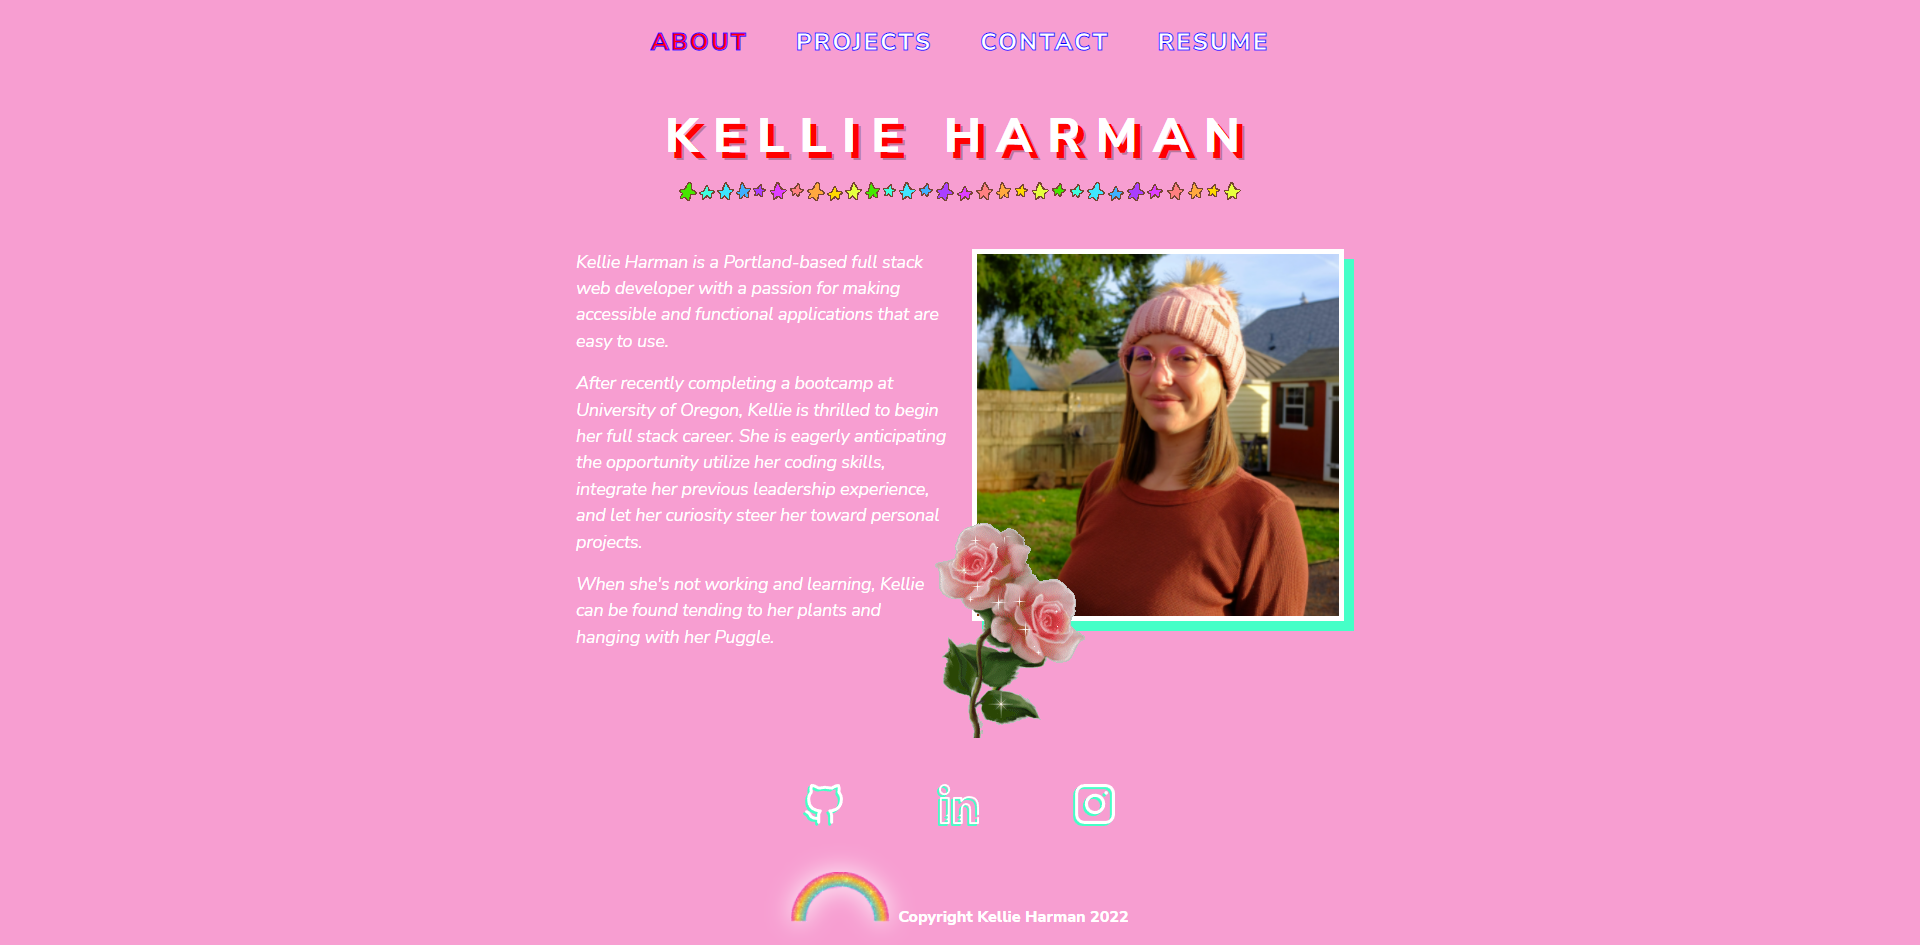 ABOUT PROJECTS CONTACT RESUME
KELLIE HARMAN
Kellie Harman is a Portland-based full stack
web developer with a passion for making
accessible and functional applications that are
easy to use.
After recently completing a bootcamp at
University of Oregon, Kellie is thrilled to begin
her full stack career. She is eagerly anticipating
the opportunity utilize her coding skills,
integrate her previous leadership experience,
and let her curiosity steer her toward personal
projects.
When she's not working and learning, Kellie
can be found tending to her plants and
hanging with her Puggle.
in
Copyright Kellie Harman 2022